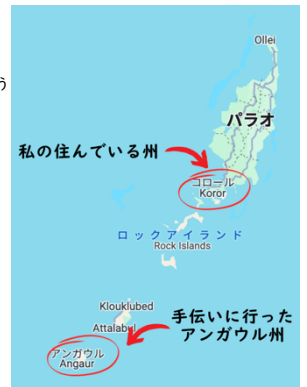 Ollei
う
パラオ
私の住んでいる州
コロール
Koror
ロックアイランド
Rock Islands
Klouklubed
Attalabul
手伝いに行った
アンガウル州
アンガウル
Angaur